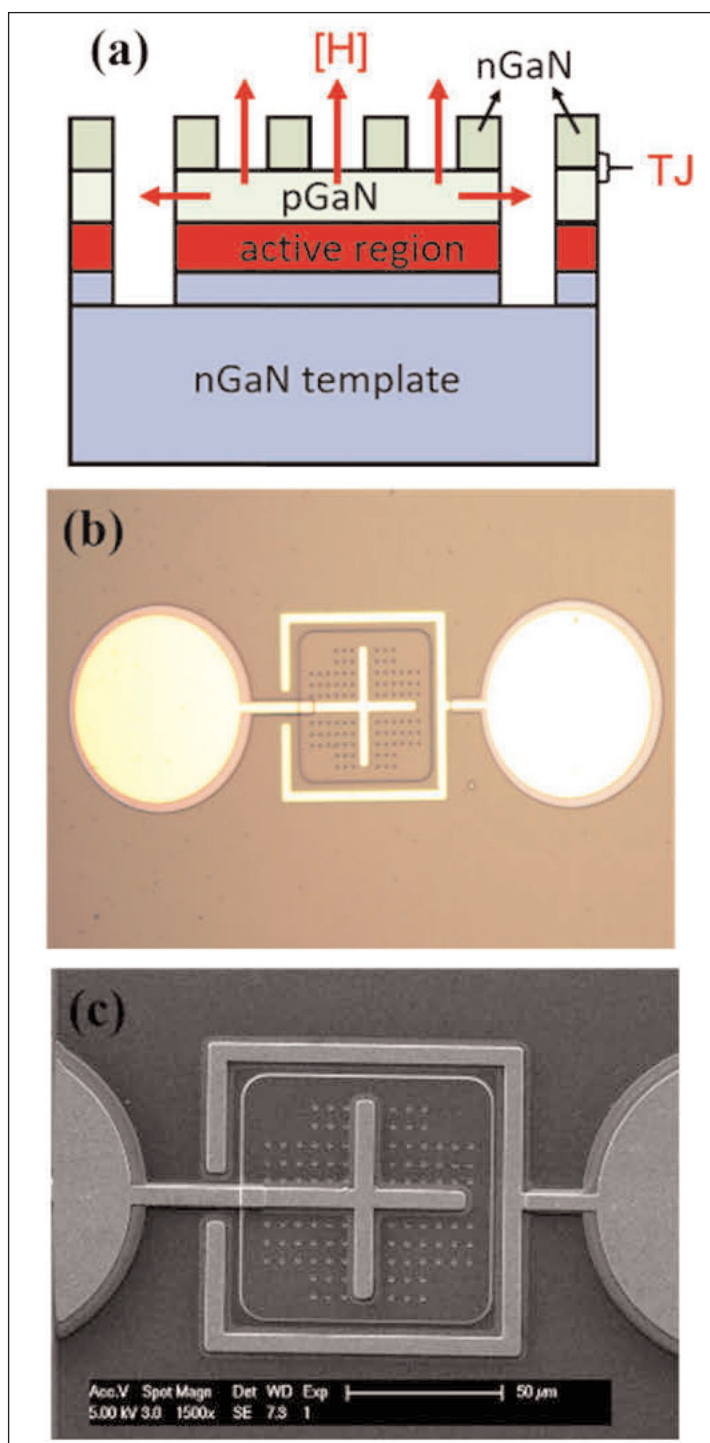 (a)
[H]
nGaN
TJ
pGaN
active region
nGaN template
(b)
(c)
Acc.V Spot Magn Det WD Exp 50 µm
5.00 kV 3.0 1500x SE 7.3 1